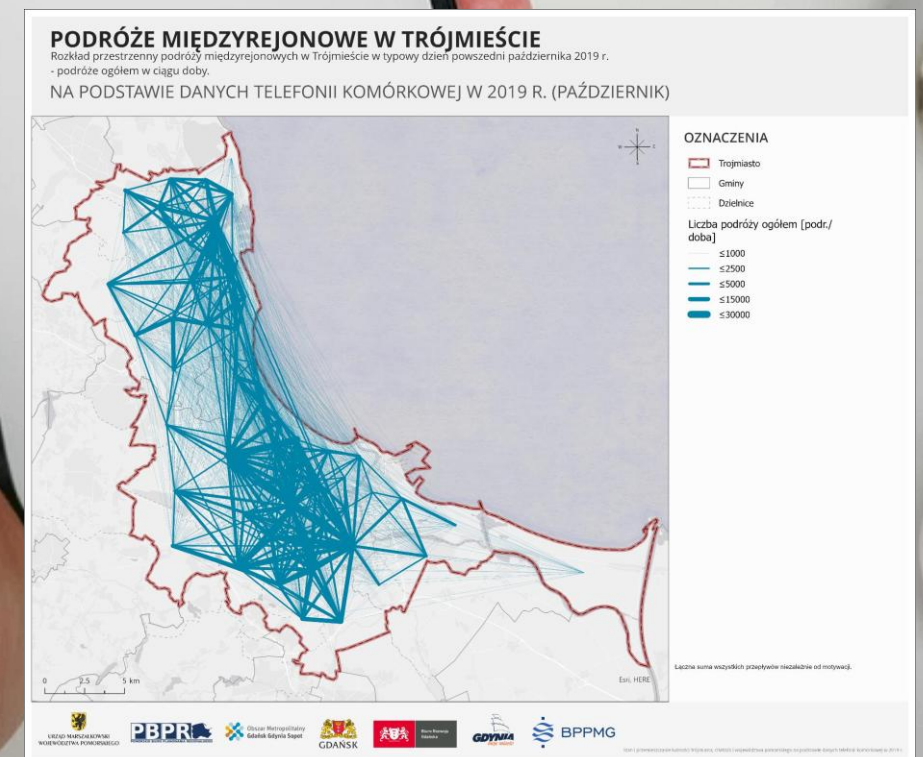 PODRÓŻE MIĘDZYREJONOWE W TRÓJMIEŚCIE
Rozkład przestrzenny podróży międzyrejonowych w Trójmieście w typowy dzień powszedni października 2019 r.
- podróże ogółem w ciągu doby.
NA PODSTAWIE DANYCH TELEFONII KOMÓRKOWEJ W 2019 R. (PAŹDZIERNIK)
OZNACZENIA
Trojmiasto
Gminy
Dzielnice
Liczba podróży ogółem [podr./
doba]
≤1000
≤2500
≤5000
≤15000
≤30000
N
W
E
S
0 2.5 5 km
Esri, HERE
Łączna suma wszystkich przepływów niezależnie od motywacji.
URZĄD MARSZAŁKOWSKI
WOJEWÓDZTWA POMORSKIEGO
PBPR
Obszar Metropolitalny
Gdańsk Gdynia Sopot
GDAŃSK
Biuro Rozwoju
Gdańska
GDYNIA
BPPMG